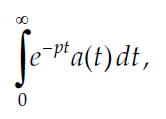 ∫₀^∞ e^{-pt} a(t) dt,